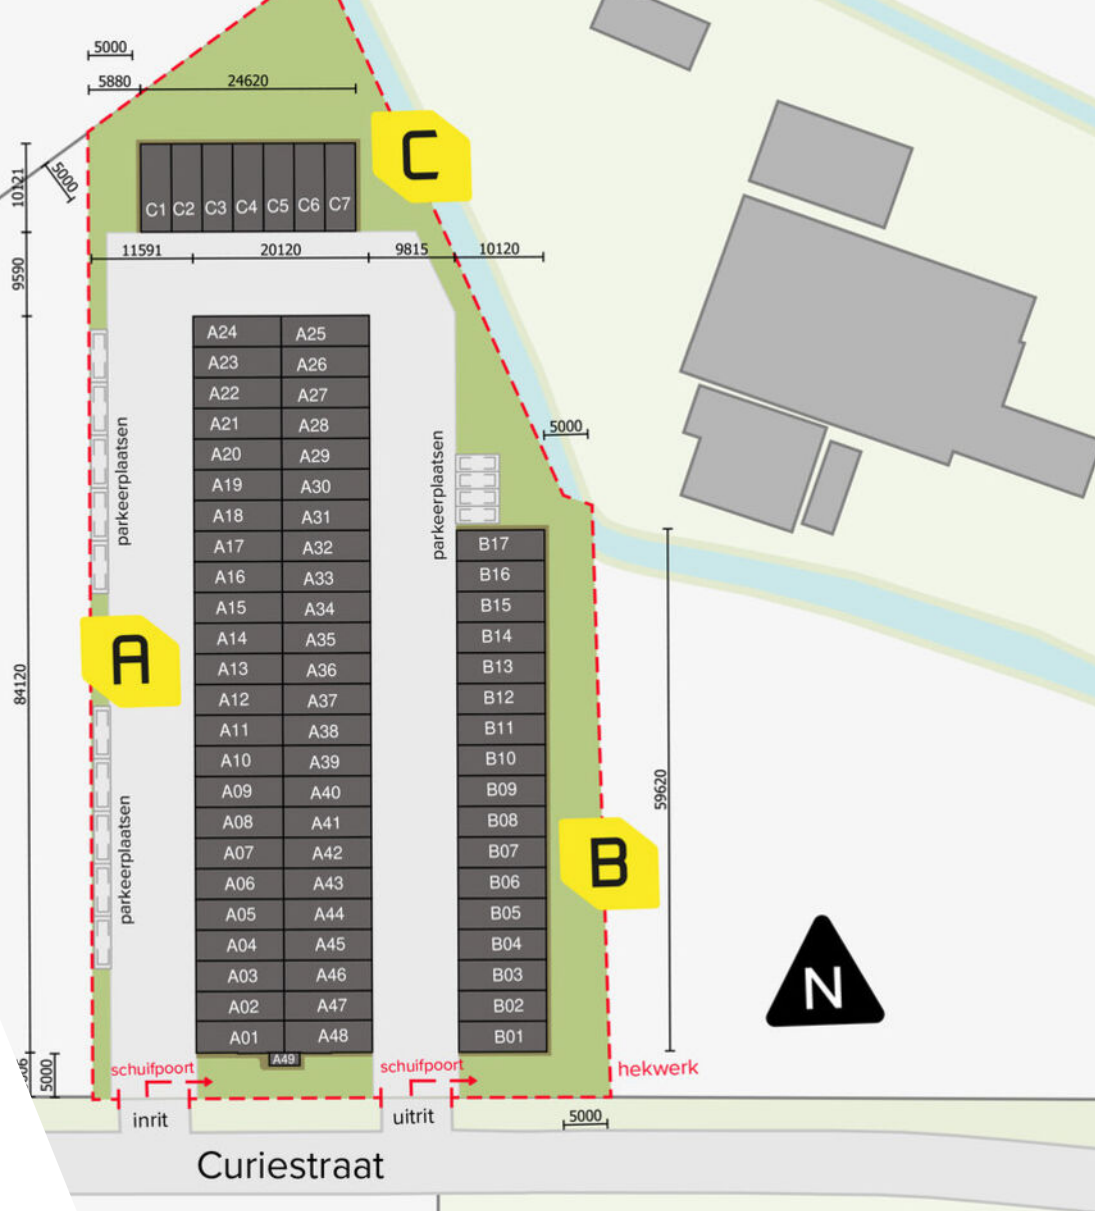 5000
5880
24620
C
10121
5000
C1 C2 C3 C4 C5 C6 C7
11591
20120
9815
10120
9590
A24 A25
A23 A26
A22 A27
A21 A28
A20 A29
A19 A30
A18 A31
A17 A32
A16 A33
A15 A34
A14 A35
A13 A36
A12 A37
A11 A38
A10 A39
A09 A40
A08 A41
A07 A42
A06 A43
A05 A44
A04 A45
A03 A46
A02 A47
A01 A48
A49
parkeerplaatsen
parkeerplaatsen
parkeerplaatsen
5000
B17
B16
B15
B14
B13
B12
B11
B10
B09
B08
B07
B06
B05
B04
B03
B02
B01
A
B
84120
59620
N
5000
schuifpoort
schuifpoort
hekwerk
inrit
uitrit
5000
Curiestraat